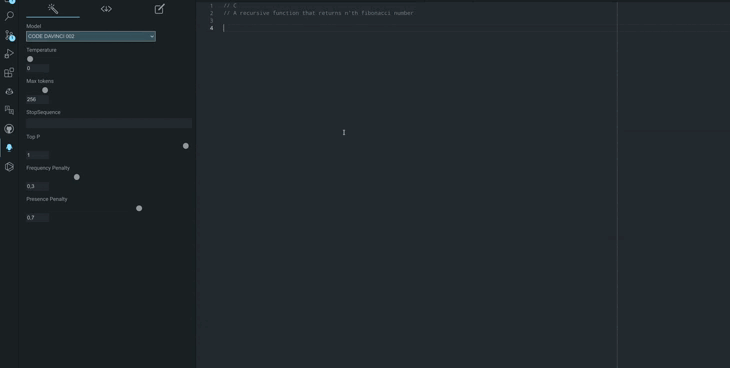 Model
CODE DAVINCI 002
Temperature
0
Max tokens
256
StopSequence
Top P
1
Frequency Penalty
0,3
Presence Penalty
0,7
1 // C
2 // A recursive function that returns n'th fibonacci number
3
4